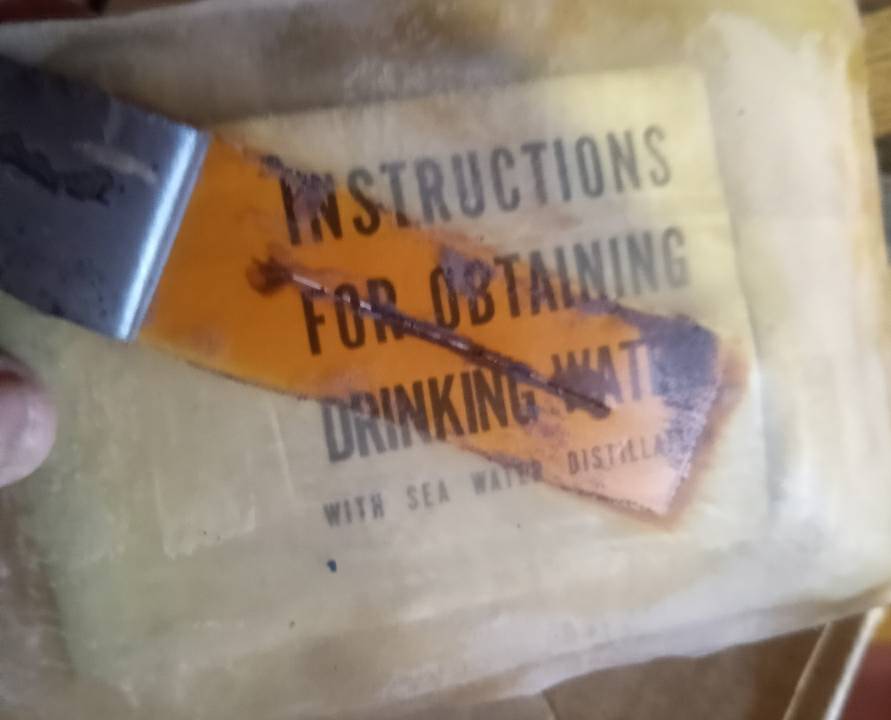 INSTRUCTIONS
FOR OBTAINING
DRINKING
WITH SEA WATER